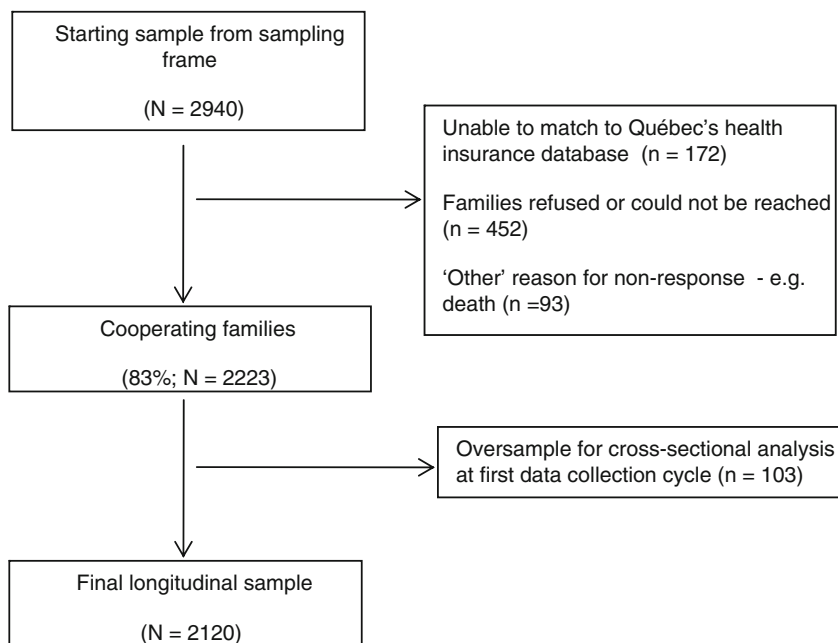 Starting sample from sampling
frame
(N = 2940)
Unable to match to Québec's health
insurance database (n = 172)
Families refused or could not be reached
(n = 452)
‘Other’ reason for non-response - e.g.
death (n =93)
Cooperating families
(83%; N = 2223)
Oversample for cross-sectional analysis
at first data collection cycle (n = 103)
Final longitudinal sample
(N = 2120)